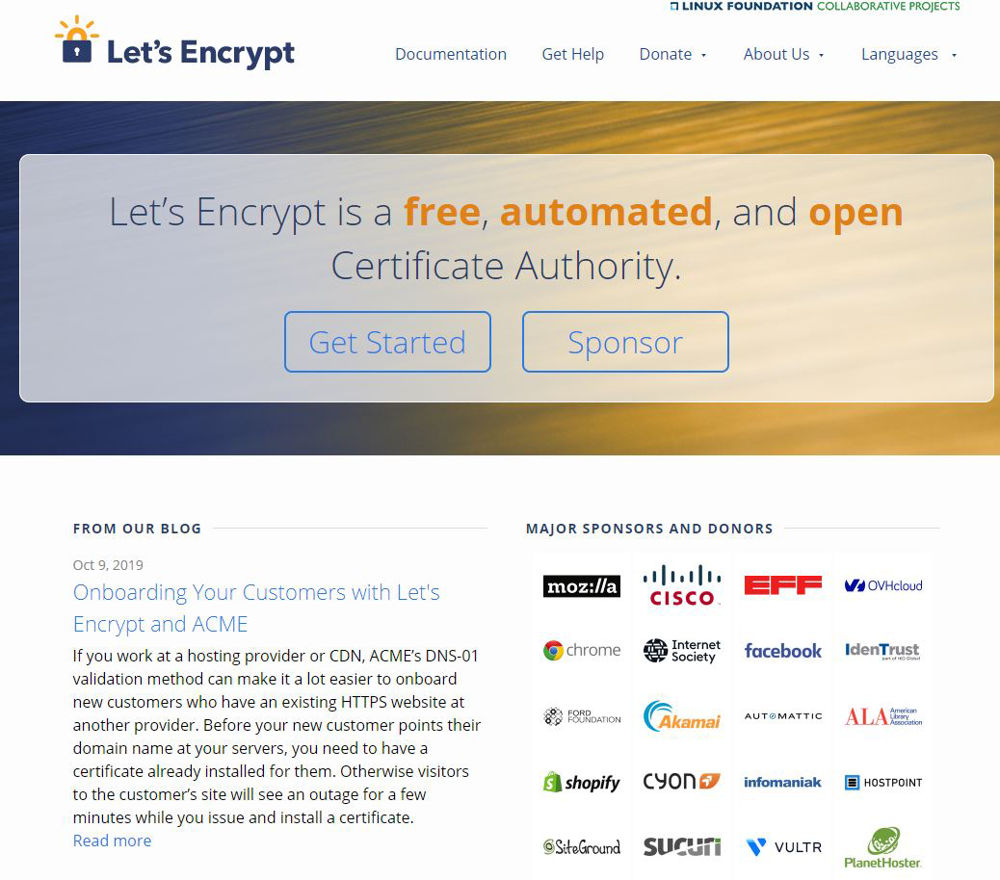 LINUX FOUNDATION COLLABORATIVE PROJECTS
Let's Encrypt
Documentation Get Help Donate About Us Languages
Let’s Encrypt is a free, automated, and open
Certificate Authority.
Get Started Sponsor
FROM OUR BLOG
Oct 9, 2019
Onboarding Your Customers with Let's
Encrypt and ACME
If you work at a hosting provider or CDN, ACME’s DNS-01
validation method can make it a lot easier to onboard
new customers who have an existing HTTPS website at
another provider. Before your new customer points their
domain name at your servers, you need to have a
certificate already installed for them. Otherwise visitors
to the customer’s site will see an outage for a few
minutes while you issue and install a certificate.
Read more
MAJOR SPONSORS AND DONORS
moz://a CISCO EFF OVHcloud
chrome Internet Society facebook IdenTrust part of HID Global
FORD FOUNDATION Akamai AUTOMATTIC ALA American Library Association
shopify cyon infomaniak HOSTPOINT
SiteGround sucuri VULTR PlanetHoster